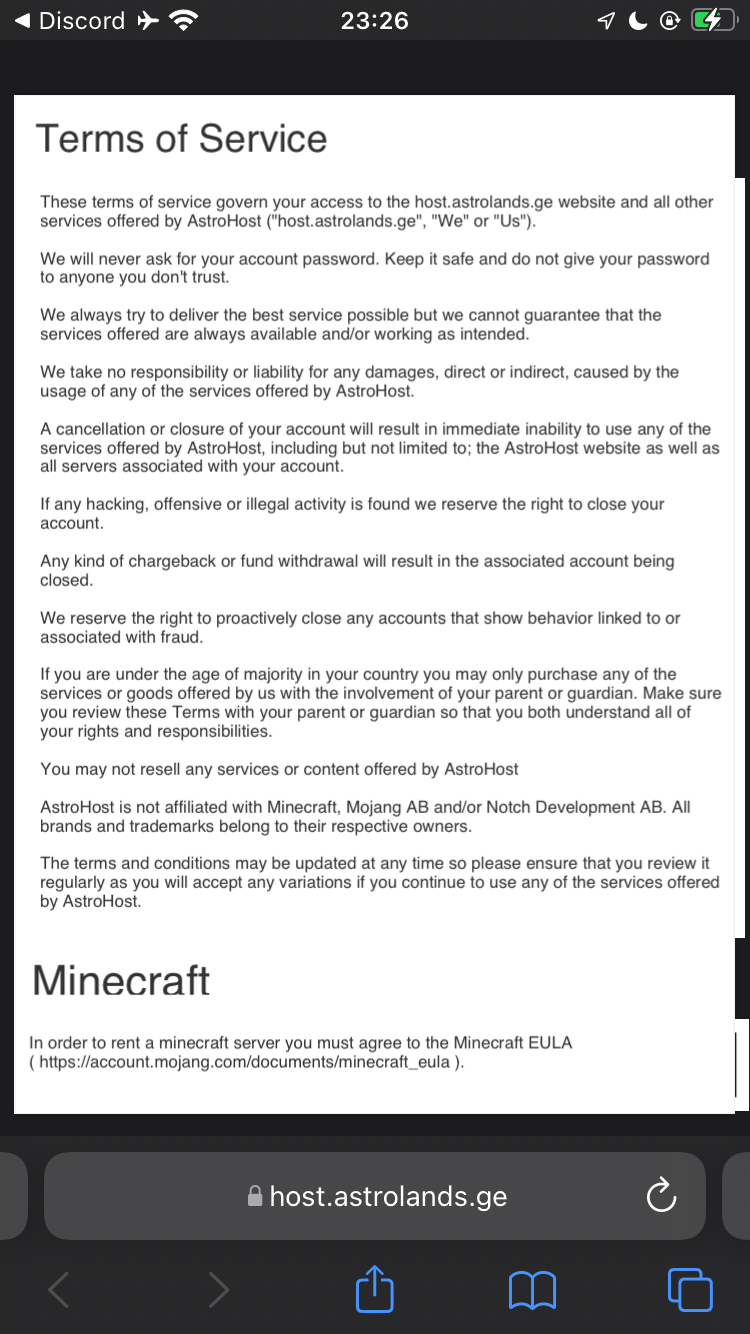 Discord
23:26
Terms of Service
These terms of service govern your access to the host.astrolands.ge website and all other
services offered by AstroHost ("host.astrolands.ge", "We" or "Us").
We will never ask for your account password. Keep it safe and do not give your password
to anyone you don't trust.
We always try to deliver the best service possible but we cannot guarantee that the
services offered are always available and/or working as intended.
We take no responsibility or liability for any damages, direct or indirect, caused by the
usage of any of the services offered by AstroHost.
A cancellation or closure of your account will result in immediate inability to use any of the
services offered by AstroHost, including but not limited to; the AstroHost website as well as
all servers associated with your account.
If any hacking, offensive or illegal activity is found we reserve the right to close your
account.
Any kind of chargeback or fund withdrawal will result in the associated account being
closed.
We reserve the right to proactively close any accounts that show behavior linked to or
associated with fraud.
If you are under the age of majority in your country you may only purchase any of the
services or goods offered by us with the involvement of your parent or guardian. Make sure
you review these Terms with your parent or guardian so that you both understand all of
your rights and responsibilities.
You may not resell any services or content offered by AstroHost
AstroHost is not affiliated with Minecraft, Mojang AB and/or Notch Development AB. All
brands and trademarks belong to their respective owners.
The terms and conditions may be updated at any time so please ensure that you review it
regularly as you will accept any variations if you continue to use any of the services offered
by AstroHost.
Minecraft
In order to rent a minecraft server you must agree to the Minecraft EULA
( https://account.mojang.com/documents/minecraft_eula ).
host.astrolands.ge